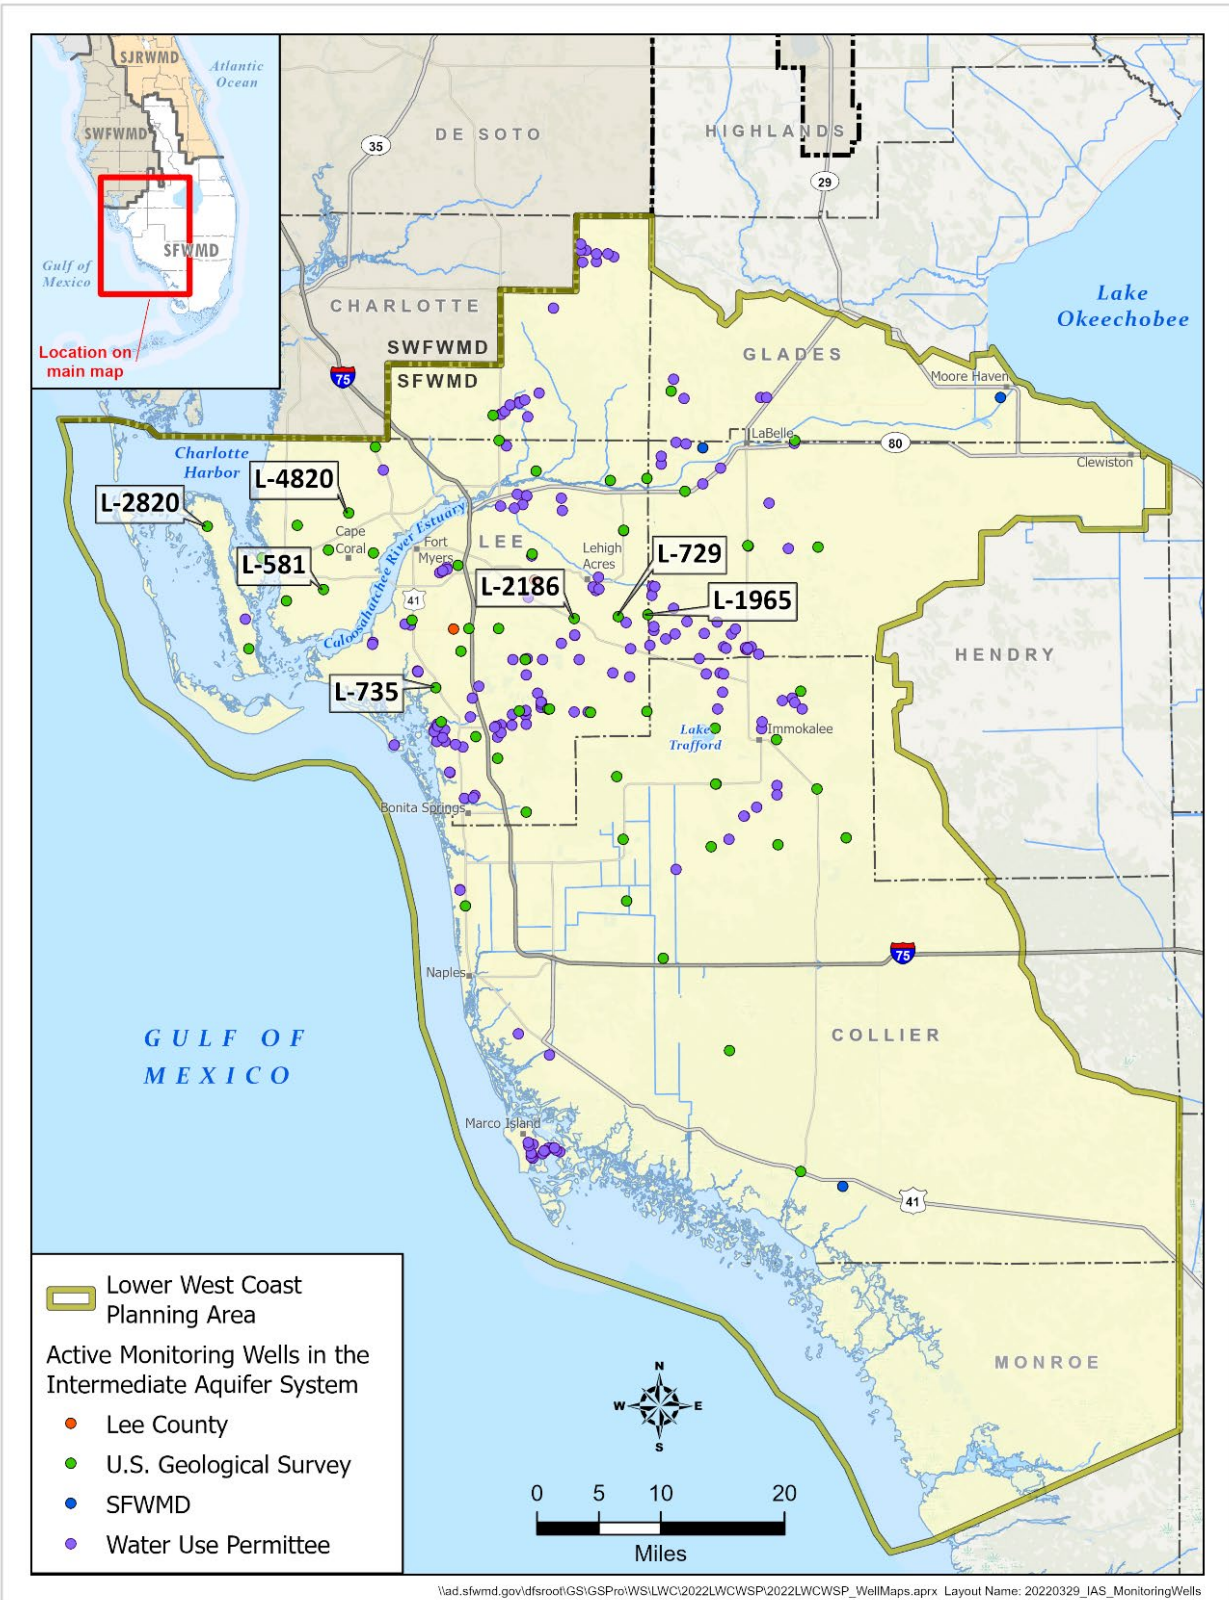 SJRWMD
Atlantic
Ocean
SWFWMD
SFWMD
Gulf of
Mexico
Location on
main map
DE SOTO
HIGHLANDS
35
29
CHARLOTTE
SWFWMD
SFWMD
75
GLADES
Lake
Okeechobee
Moore Haven
LaBelle
80
Clewiston
Charlotte
Harbor
L-4820
L-2820
Cape
Coral
Caloosahatchee River Estuary
Fort
Myers
LEE
Lehigh
Acres
L-729
L-581
L-2186
L-1965
41
HENDRY
L-735
Lake
Trafford
Immokalee
Bonita Springs
75
Naples
COLLIER
GULF OF
MEXICO
Marco Island
41
MONROE
Lower West Coast
Planning Area
Active Monitoring Wells in the
Intermediate Aquifer System
Lee County
U.S. Geological Survey
SFWMD
Water Use Permittee
N
W E
S
0 5 10 20
Miles
\\ad.sfwmd.gov\dfsroot\GS\GSPro\WS\LWC\2022LWCWSP\2022LWCWSP_WellMaps.aprx Layout Name: 20220329_IAS_MonitoringWells